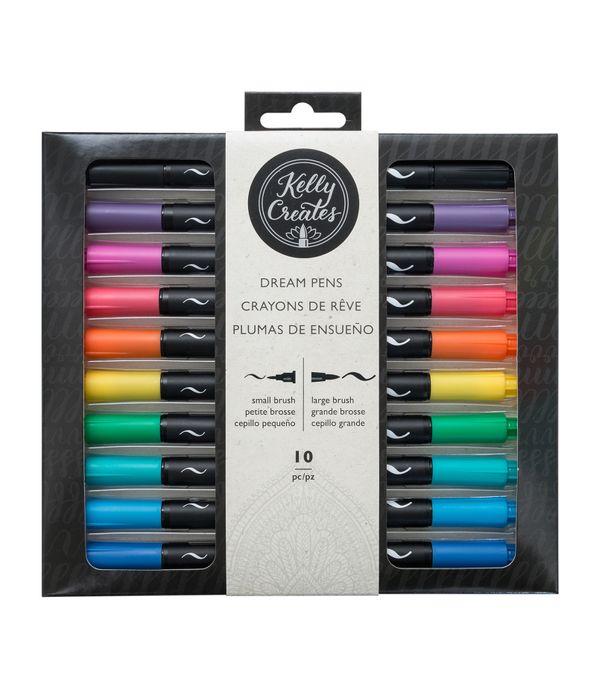 Kelly
Creates
DREAM PENS
CRAYONS DE RÊVE
PLUMAS DE ENSUEÑO
small brush
petite brosse
cepillo pequeño
large brush
grande brosse
cepillo grande
10
pc/pz